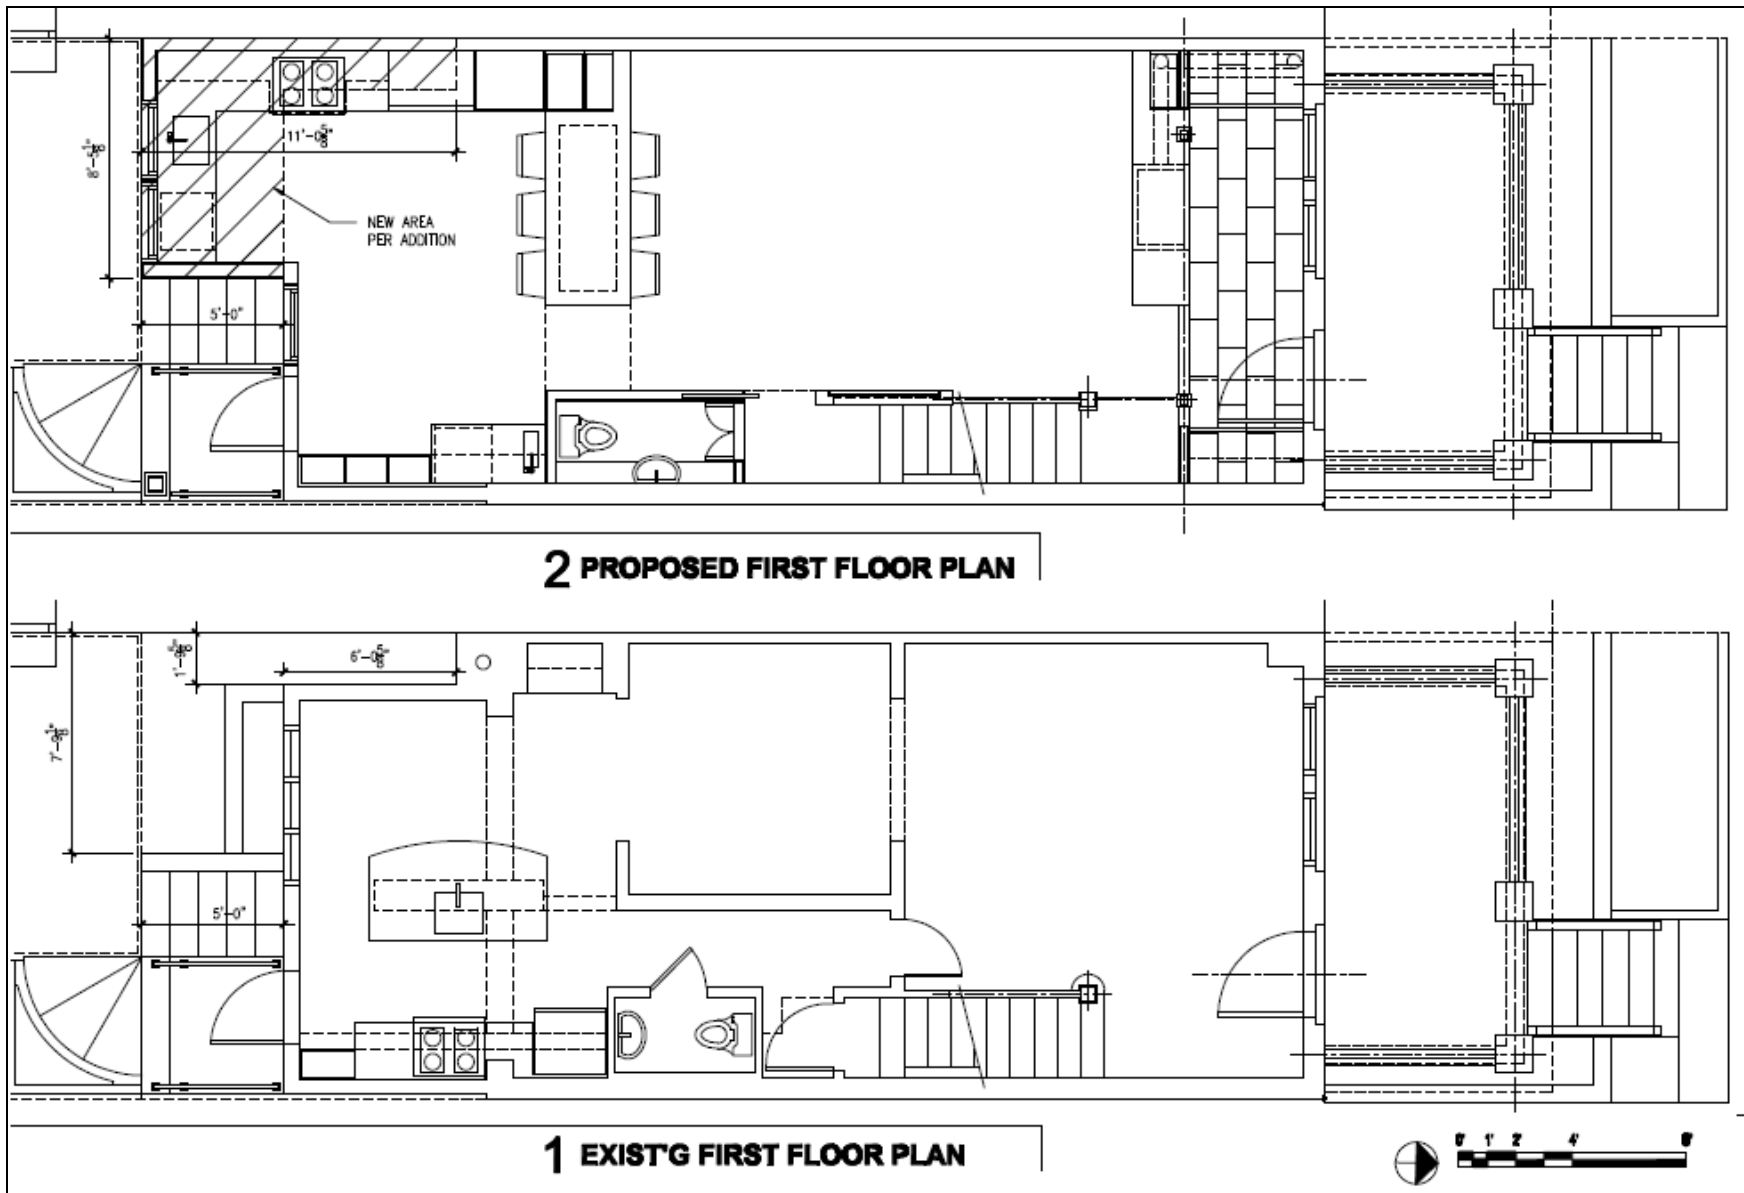 8'-5⅛"
11'-0⅝"
NEW AREA
PER ADDITION
5'-0"
2 PROPOSED FIRST FLOOR PLAN
1'-9⅝"
6'-0⅝"
7'-9⅛"
5'-0"
1 EXIST'G FIRST FLOOR PLAN
0' 1' 2' 4' 8'